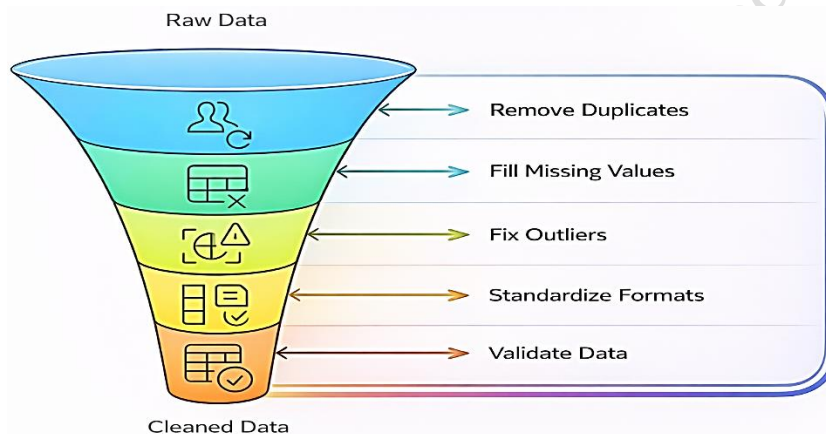 Raw Data
Remove Duplicates
Fill Missing Values
Fix Outliers
Standardize Formats
Validate Data
Cleaned Data